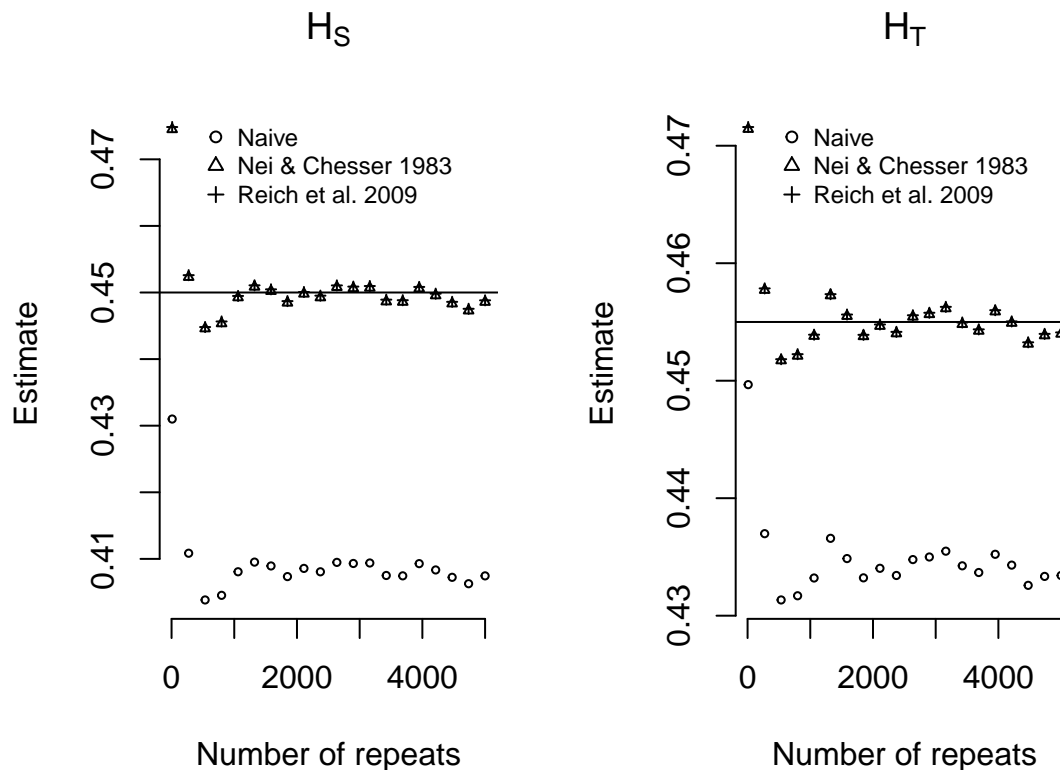 H_S
Naive
Nei & Chesser 1983
Reich et al. 2009
Estimate
0.47
0.45
0.43
0.41
0 2000 4000
Number of repeats
H_T
Naive
Nei & Chesser 1983
Reich et al. 2009
Estimate
0.47
0.46
0.45
0.44
0.43
0 2000 4000
Number of repeats